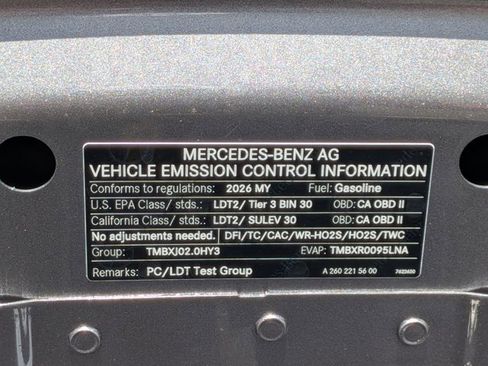 MERCEDES-BENZ AG
VEHICLE EMISSION CONTROL INFORMATION
Conforms to regulations: 2026 MY Fuel: Gasoline
U.S. EPA Class/ stds.: LDT2/ Tier 3 BIN 30 OBD: CA OBD II
California Class/ stds.: LDT2/ SULEV 30 OBD: CA OBD II
No adjustments needed. DFI/TC/CAC/WR-HO2S/HO2S/TWC
Group: TMBXJ02.0HY3 EVAP: TMBXR0095LNA
Remarks: PC/LDT Test Group A 260 221 56 00